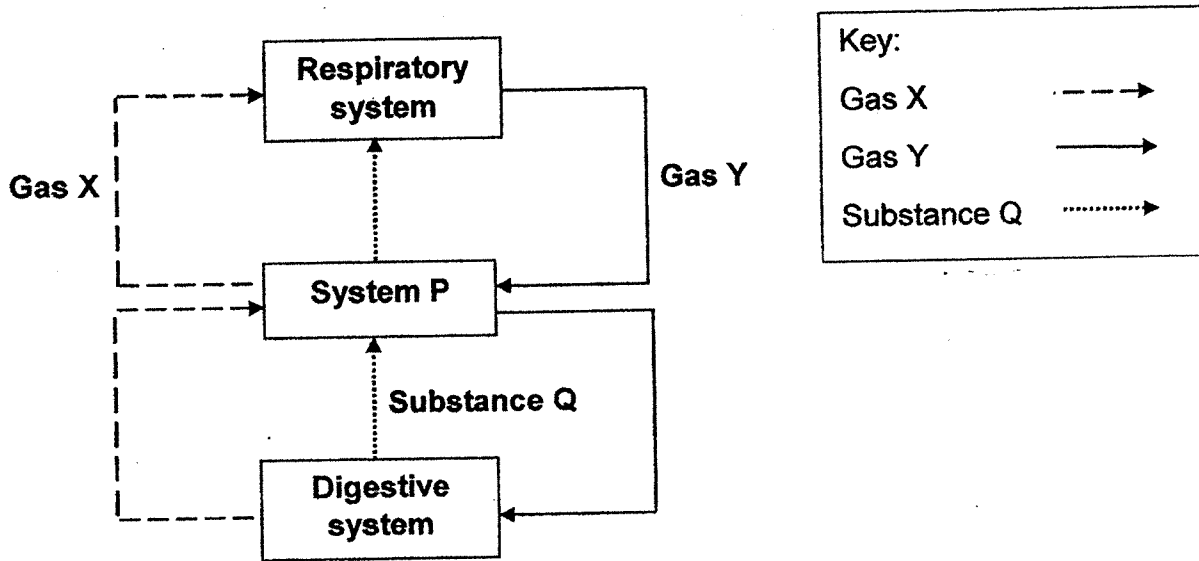 Respiratory
system
Gas X
Gas Y
System P
Substance Q
Digestive
system
Key:
Gas X
Gas Y
Substance Q